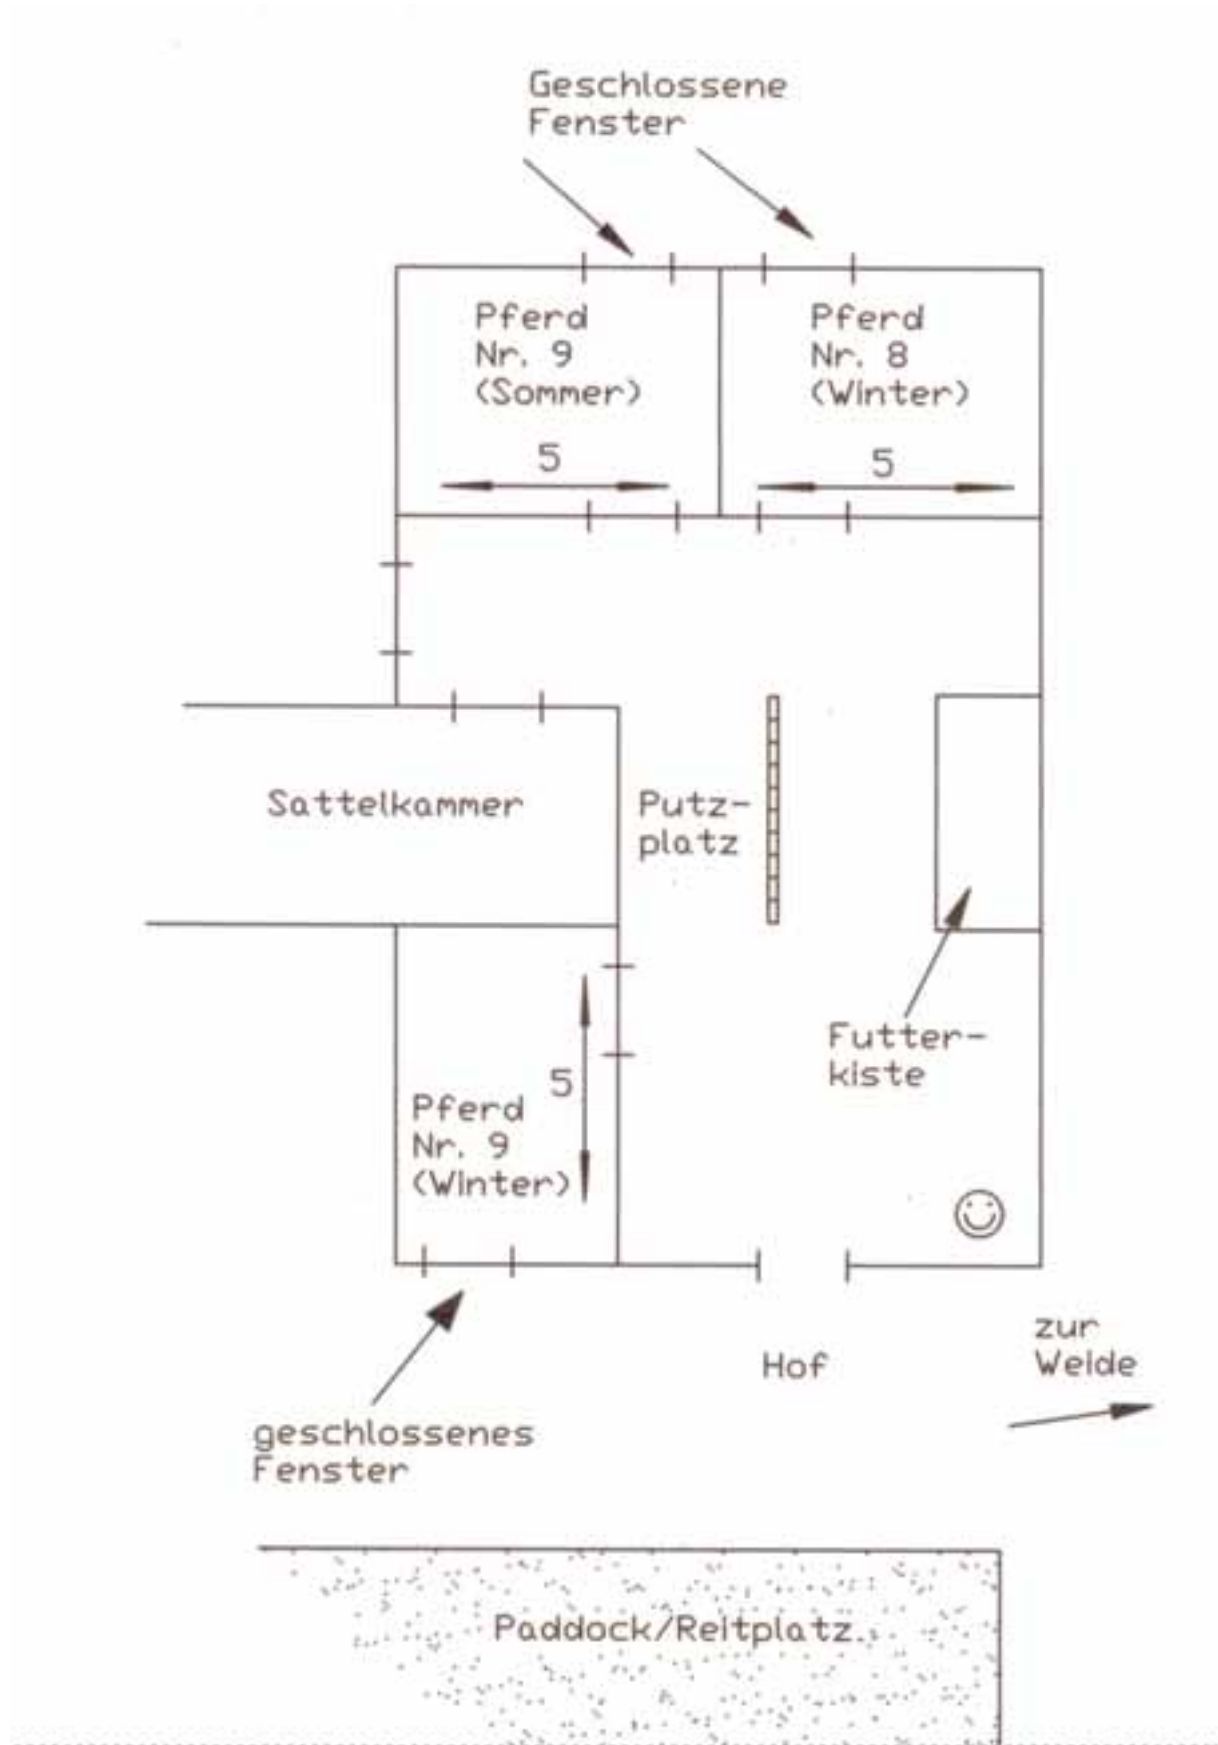 Geschlossene
Fenster
Pferd
Nr. 9
(Sommer)
5
Pferd
Nr. 8
(Winter)
5
Sattelkammer
Putz-
platz
Futter-
kiste
5
Pferd
Nr. 9
(Winter)
zur
Weide
Hof
geschlossenes
Fenster
Paddock/Reitplatz